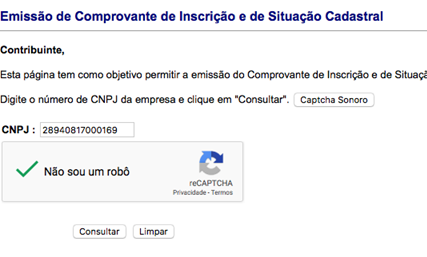 Emissão de Comprovante de Inscrição e de Situação Cadastral
Contribuinte,
Esta página tem como objetivo permitir a emissão do Comprovante de Inscrição e de
Digite o número de CNPJ da empresa e clique em "Consultar". Captcha Sonoro
CNPJ : 28940817000169
Não sou um robô
reCAPTCHA
Privacidade - Termos
Consultar Limpar